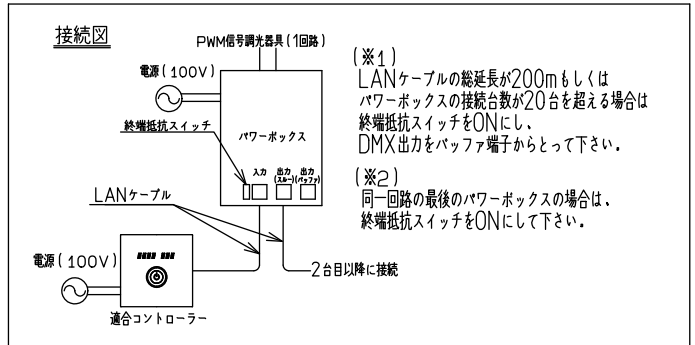 接続図
PWM信号調光器具(1回路)
電源(100V)
終端抵抗スイッチ
パワーボックス
入力
出力
(スルー)
出力
(バッファ)
LANケーブル
2台目以降に接続
電源(100V)
適合コントローラー
(※1)
LANケーブルの総延長が200mもしくは
パワーボックスの接続台数が20台を超える場合は
終端抵抗スイッチをONにし、
DMX出力をバッファ端子からとって下さい.
(※2)
同一回路の最後のパワーボックスの場合は、
終端抵抗スイッチをONにして下さい.